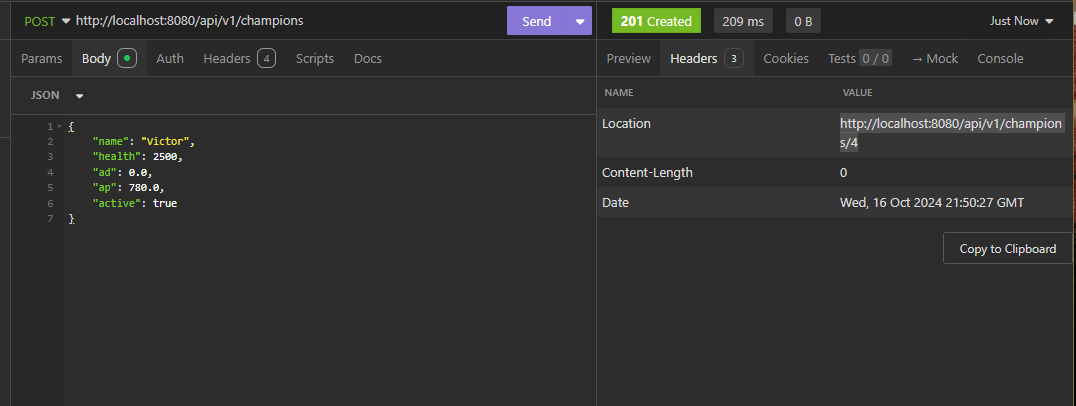 POST http://localhost:8080/api/v1/champions Send
Params Body Auth Headers 4 Scripts Docs
JSON
1 {
2 "name": "Victor",
3 "health": 2500,
4 "ad": 0.0,
5 "ap": 780.0,
6 "active": true
7 }
201 Created 209 ms 0 B Just Now
Preview Headers 3 Cookies Tests 0 / 0 → Mock Console
NAME VALUE
Location http://localhost:8080/api/v1/champion
s/4
Content-Length 0
Date Wed, 16 Oct 2024 21:50:27 GMT
Copy to Clipboard